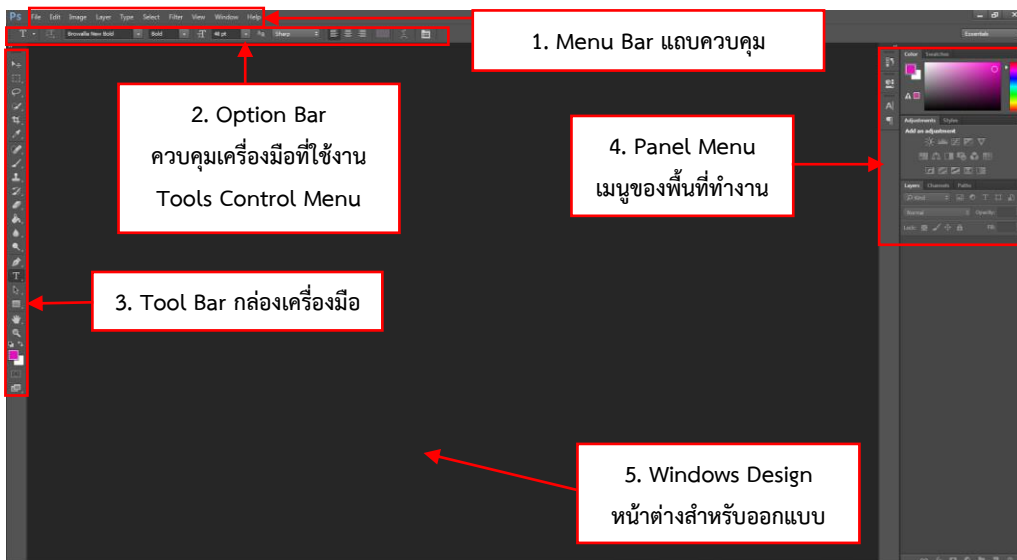 Ps File Edit Image Layer Type Select Filter View Window Help
T Browallia New Bold Bold T 48 pt aa Sharp
Essentials
1. Menu Bar แถบควบคุม
2. Option Bar
ควบคุมเครื่องมือที่ใช้งาน
Tools Control Menu
3. Tool Bar กล่องเครื่องมือ
4. Panel Menu
เมนูของพื้นที่ทำงาน
5. Windows Design
หน้าต่างสำหรับออกแบบ
Color Swatches
Adjustments Styles
Add an adjustment
Layers Channels Paths
Kind
Normal Opacity:
Lock: Fill: